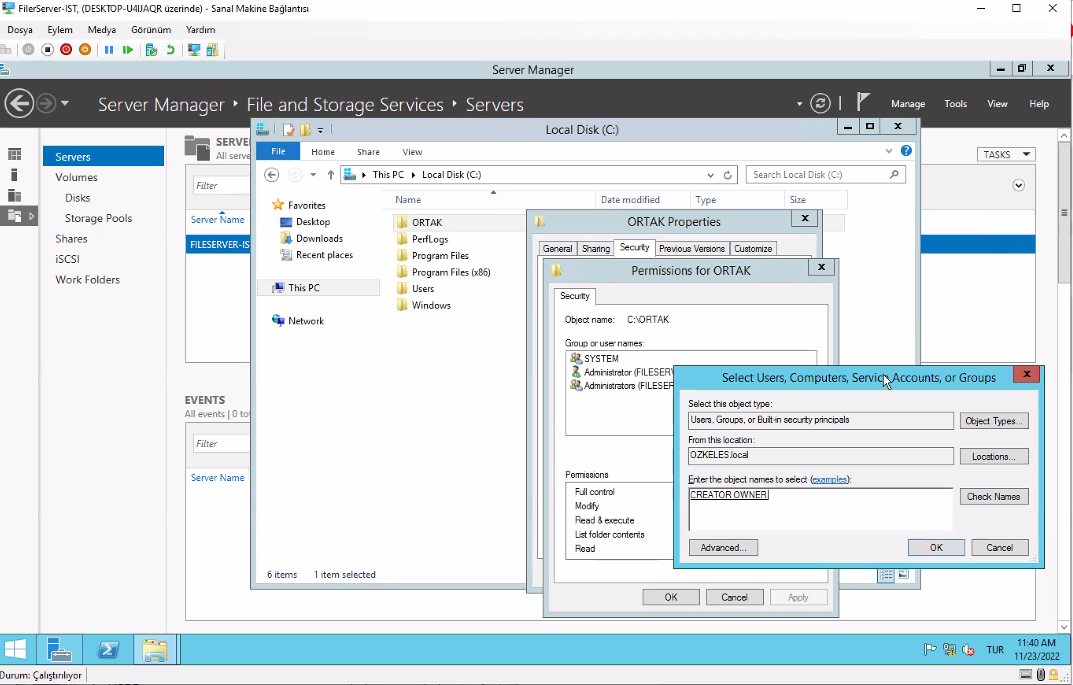 FilerServer-IST, (DESKTOP-U4IJAQR üzerinde) - Sanal Makine Bağlantısı
Dosya Eylem Medya Görünüm Yardım
Server Manager
Server Manager File and Storage Services Servers
Manage Tools View Help
Servers
Volumes
Disks
Storage Pools
Shares
iSCSI
Work Folders
SERVE
All serve
TASKS
Filter
Server Name
FILESERVER-IS
EVENTS
All events | 0 to
Filter
Server Name
Local Disk (C:)
File Home Share View
This PC Local Disk (C:)
Search Local Disk (C:)
Favorites
Desktop
Downloads
Recent places
This PC
Network
Name Date modified Type Size
ORTAK
PerfLogs
Program Files
Program Files (x86)
Users
Windows
6 items 1 item selected
ORTAK Properties
General Sharing Security Previous Versions Customize
Permissions for ORTAK
Security
Object name: C:\ORTAK
Group or user names:
SYSTEM
Administrator (FILESERV
Administrators (FILESER
Permissions
Full control
Modify
Read & execute
List folder contents
Read
OK Cancel Apply
Select Users, Computers, Service Accounts, or Groups
Select this object type:
Users, Groups, or Built-in security principals
Object Types...
From this location:
OZKELES.local
Locations...
Enter the object names to select (examples):
CREATOR OWNER
Check Names
Advanced...
OK Cancel
TUR
11:40 AM
11/23/2022
Durum: Çalıştırılıyor